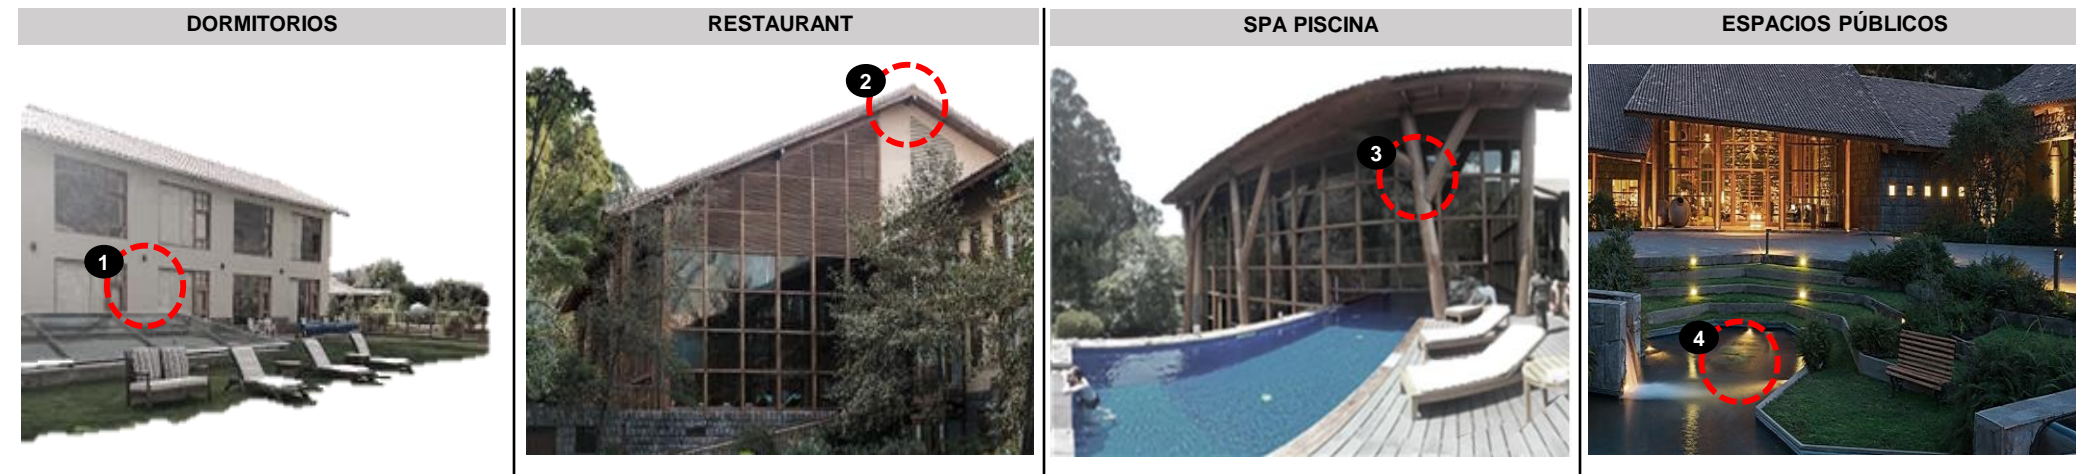 DORMITORIOS
RESTAURANT
SPA PISCINA
ESPACIOS PÚBLICOS
1
2
3
4